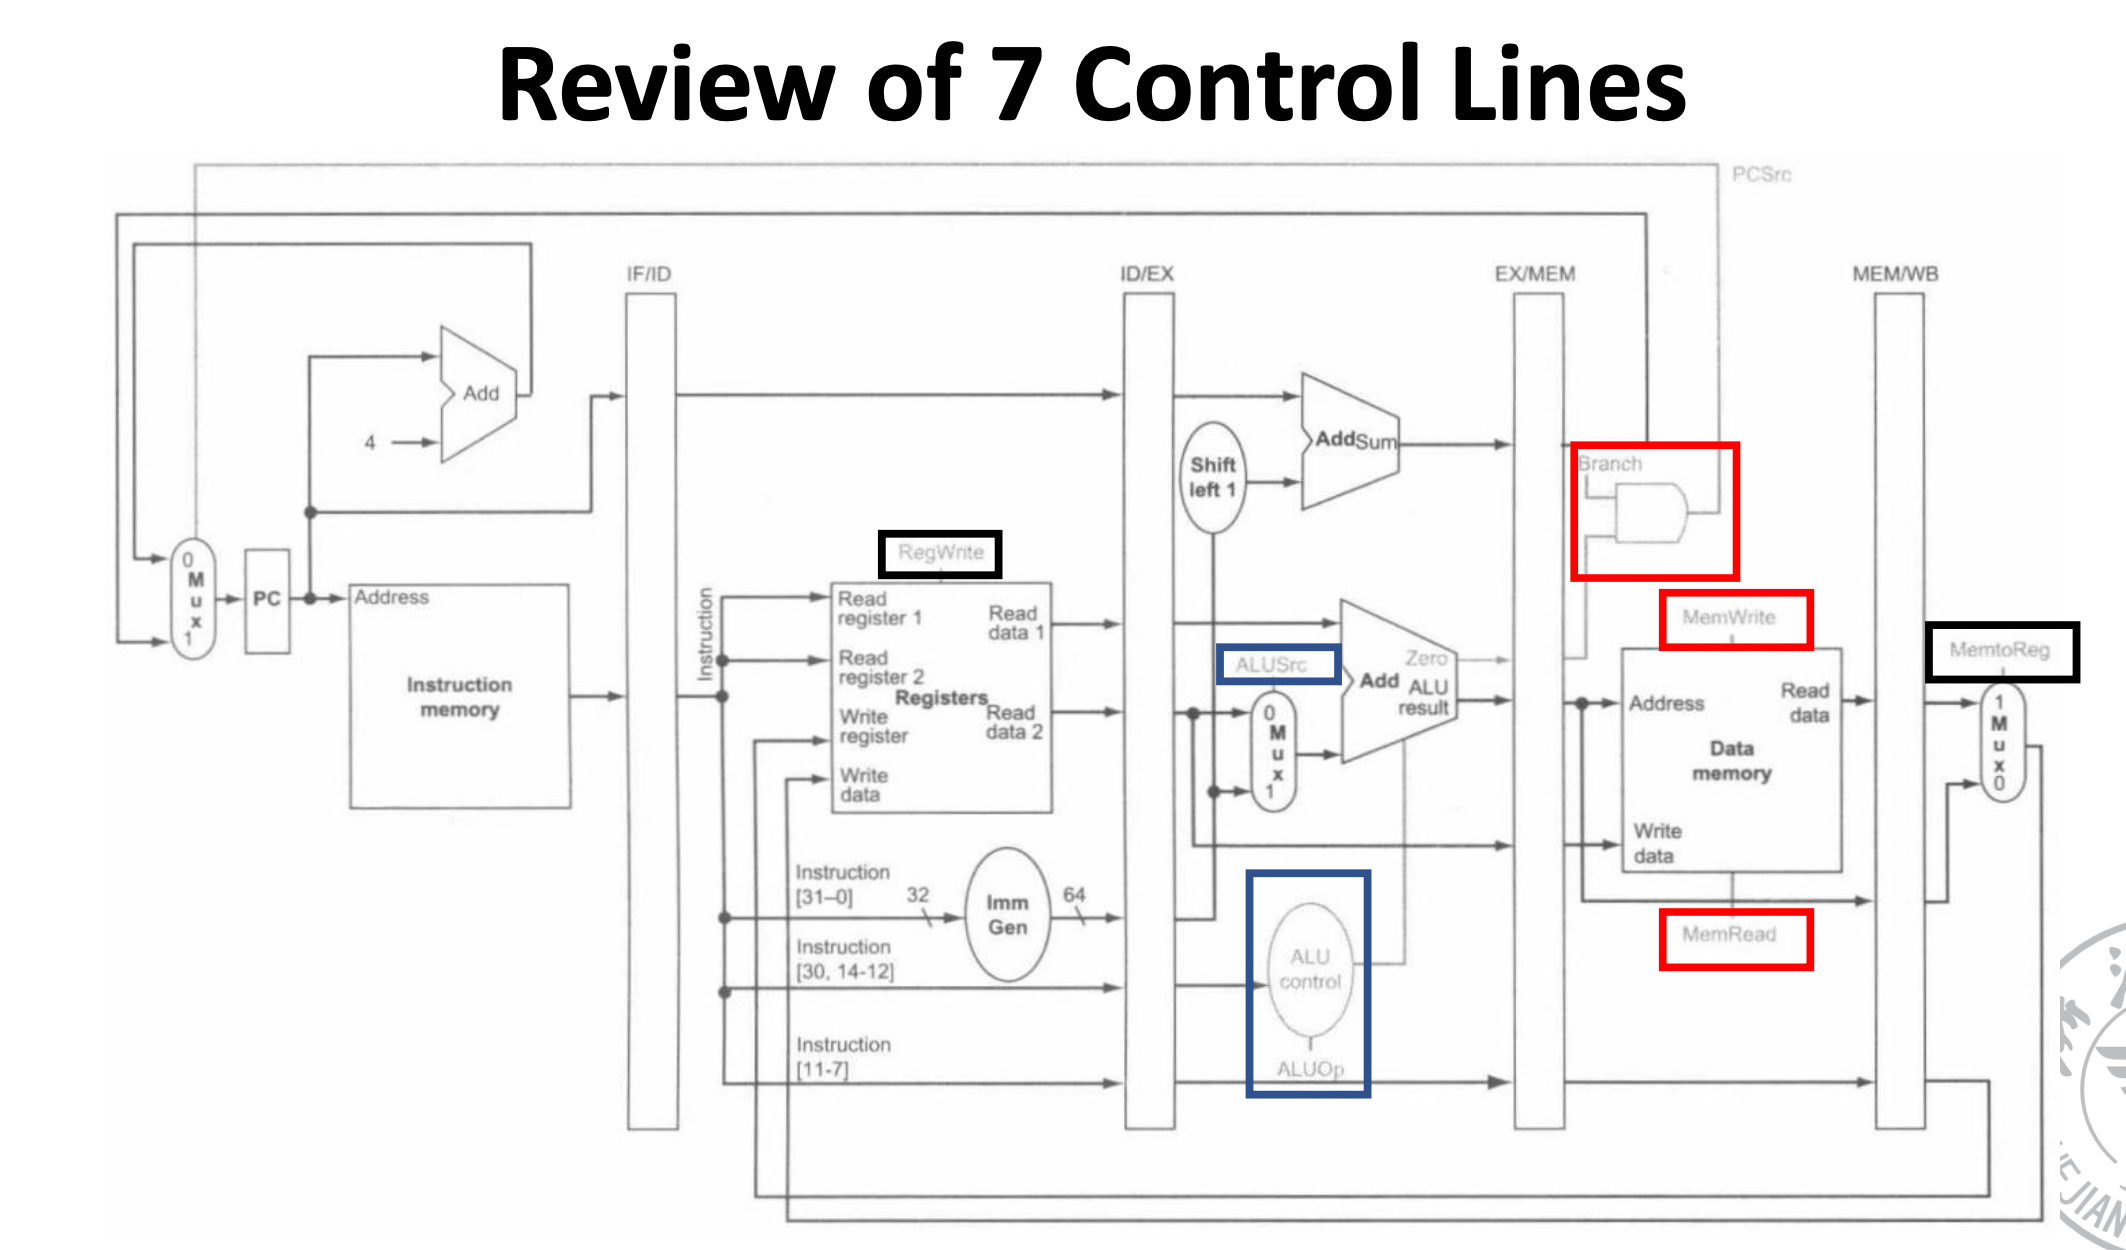 Review of 7 Control Lines
PCSrc
IF/ID
ID/EX
EX/MEM
MEM/WB
Add
4
Shift
left 1
AddSum
Branch
RegWrite
0
M
u
x
1
PC
Address
Instruction
memory
Instruction
Read
register 1
Read
register 2
Write
register
Write
data
Registers
Read
data 1
Read
data 2
ALUSrc
0
M
u
x
1
Zero
Add
ALU
result
MemWrite
Address
Read
data
Data
memory
Write
data
MemRead
MemtoReg
1
M
u
x
0
Instruction
[31–0]
32
Imm
Gen
64
Instruction
[30, 14-12]
ALU
control
ALUOp
Instruction
[11-7]